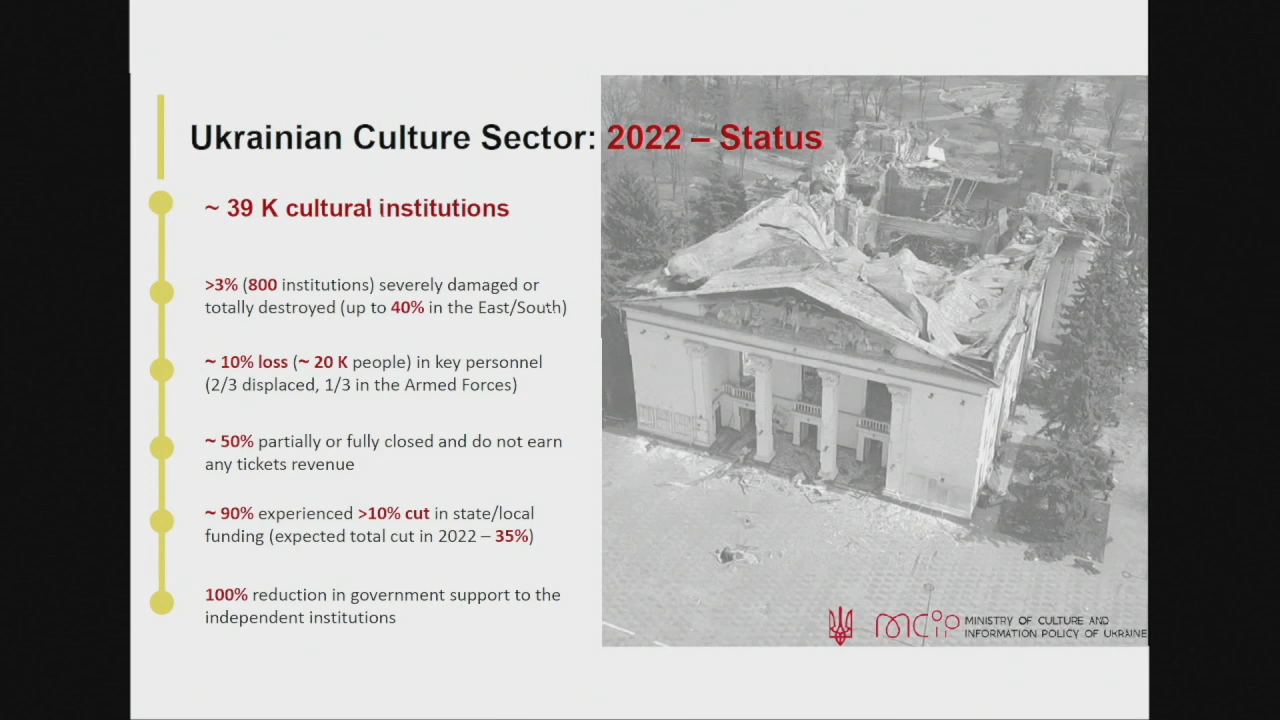 Ukrainian Culture Sector: 2022 – Status
~ 39 K cultural institutions
>3% (800 institutions) severely damaged or
totally destroyed (up to 40% in the East/South)
~ 10% loss (~ 20 K people) in key personnel
(2/3 displaced, 1/3 in the Armed Forces)
~ 50% partially or fully closed and do not earn
any tickets revenue
~ 90% experienced >10% cut in state/local
funding (expected total cut in 2022 – 35%)
100% reduction in government support to the
independent institutions
mcip
MINISTRY OF CULTURE AND
INFORMATION POLICY OF UKRAINE